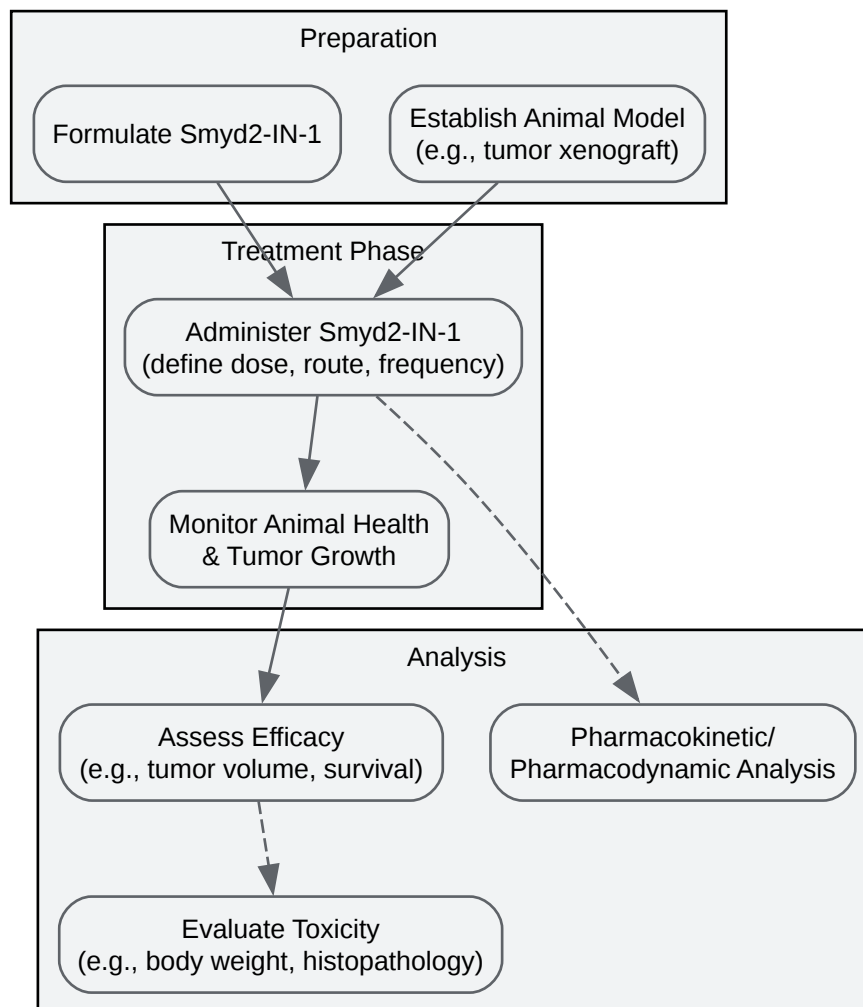 Preparation
Formulate Smyd2-IN-1
Establish Animal Model
(e.g., tumor xenograft)
Treatment Phase
Administer Smyd2-IN-1
(define dose, route, frequency)
Monitor Animal Health
& Tumor Growth
Analysis
Assess Efficacy
(e.g., tumor volume, survival)
Pharmacokinetic/
Pharmacodynamic Analysis
Evaluate Toxicity
(e.g., body weight, histopathology)